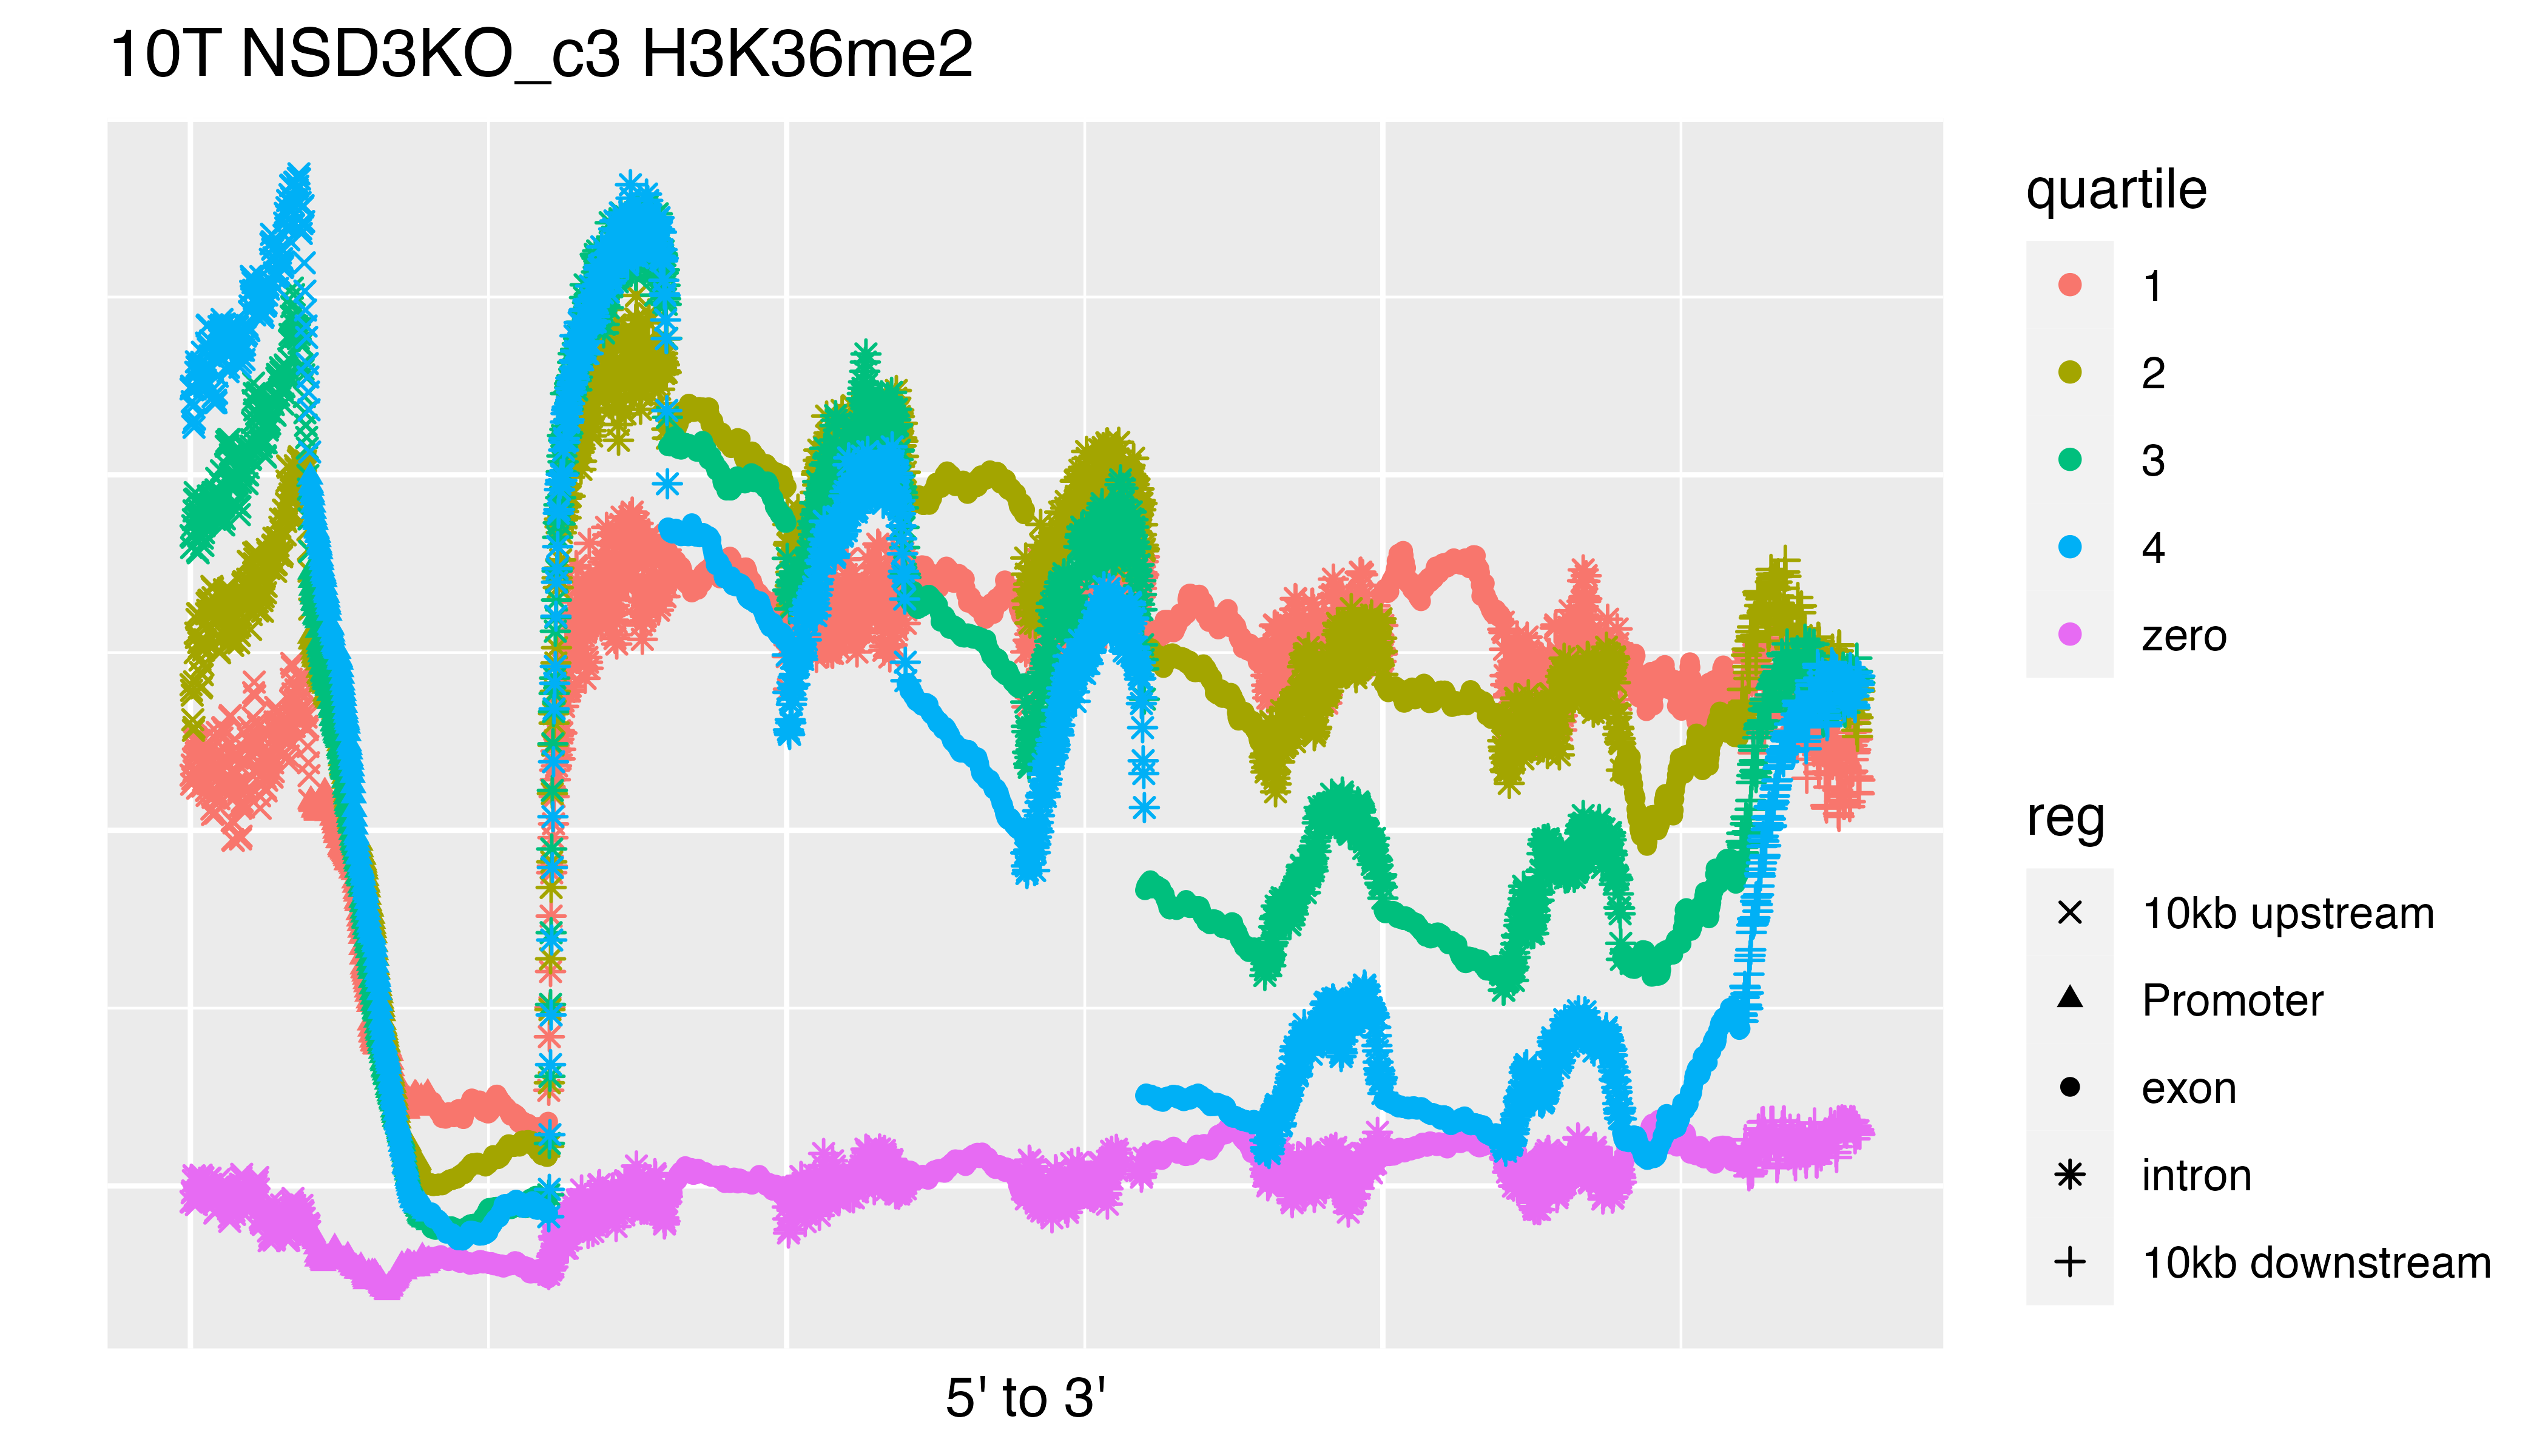 10T NSD3KO_c3 H3K36me2
quartile
1
2
3
4
zero
reg
10kb upstream
Promoter
exon
intron
10kb downstream
5' to 3'